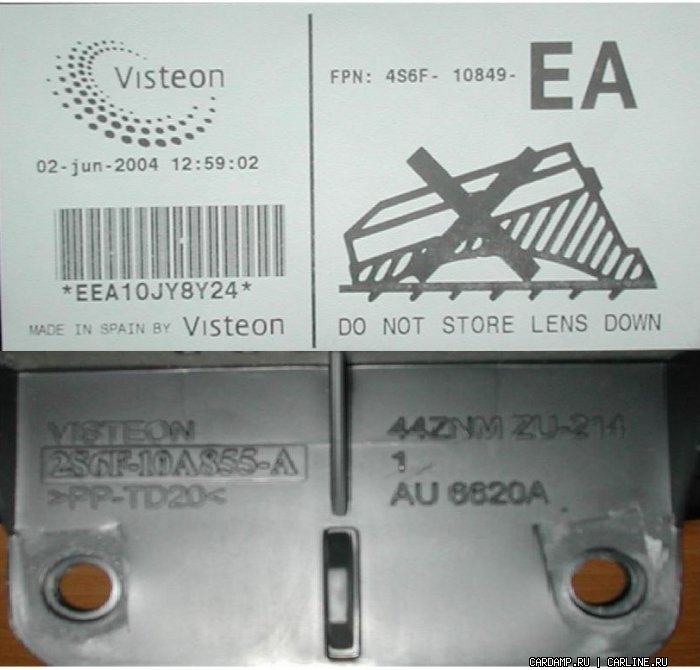 Visteon
02-jun-2004 12:59:02
*EEA10JY8Y24*
MADE IN SPAIN BY Visteon
FPN: 4S6F- 10849- EA
DO NOT STORE LENS DOWN
VISTEON
2S6F-10A855-A
>PP-TD20<
44ZNM ZU-214
1
AU 6620A
CARDAMP.RU | CARLINE.RU